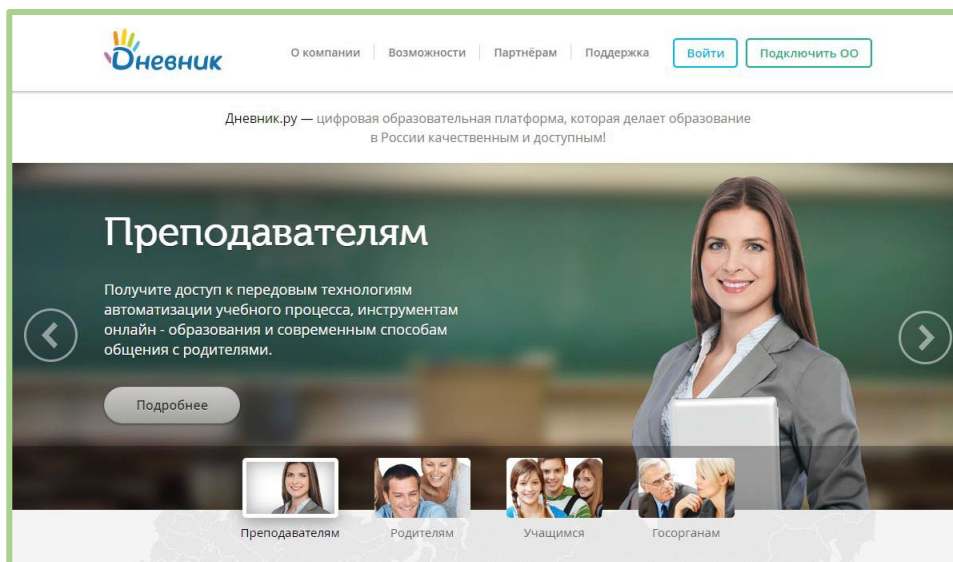 Дневник
О компании
Возможности
Партнёрам
Поддержка
Войти
Подключить ОО
Дневник.ру — цифровая образовательная платформа, которая делает образование
в России качественным и доступным!
Преподавателям
Получите доступ к передовым технологиям
автоматизации учебного процесса, инструментам
онлайн - образования и современным способам
общения с родителями.
Подробнее
Преподавателям
Родителям
Учащимся
Госорганам